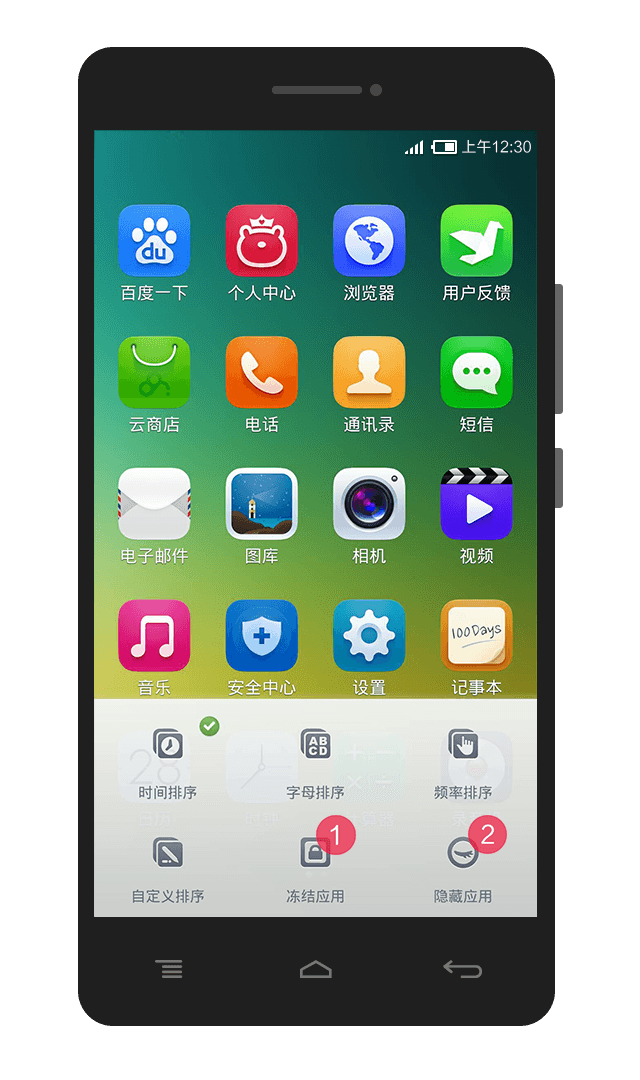 上午12:30
du
百度一下
个人中心
浏览器
用户反馈
云商店
电话
通讯录
短信
电子邮件
图库
相机
视频
100Days
音乐
安全中心
设置
记事本
AB
CD
28
时间排序
字母排序
频率排序
1
2
自定义排序
冻结应用
隐藏应用